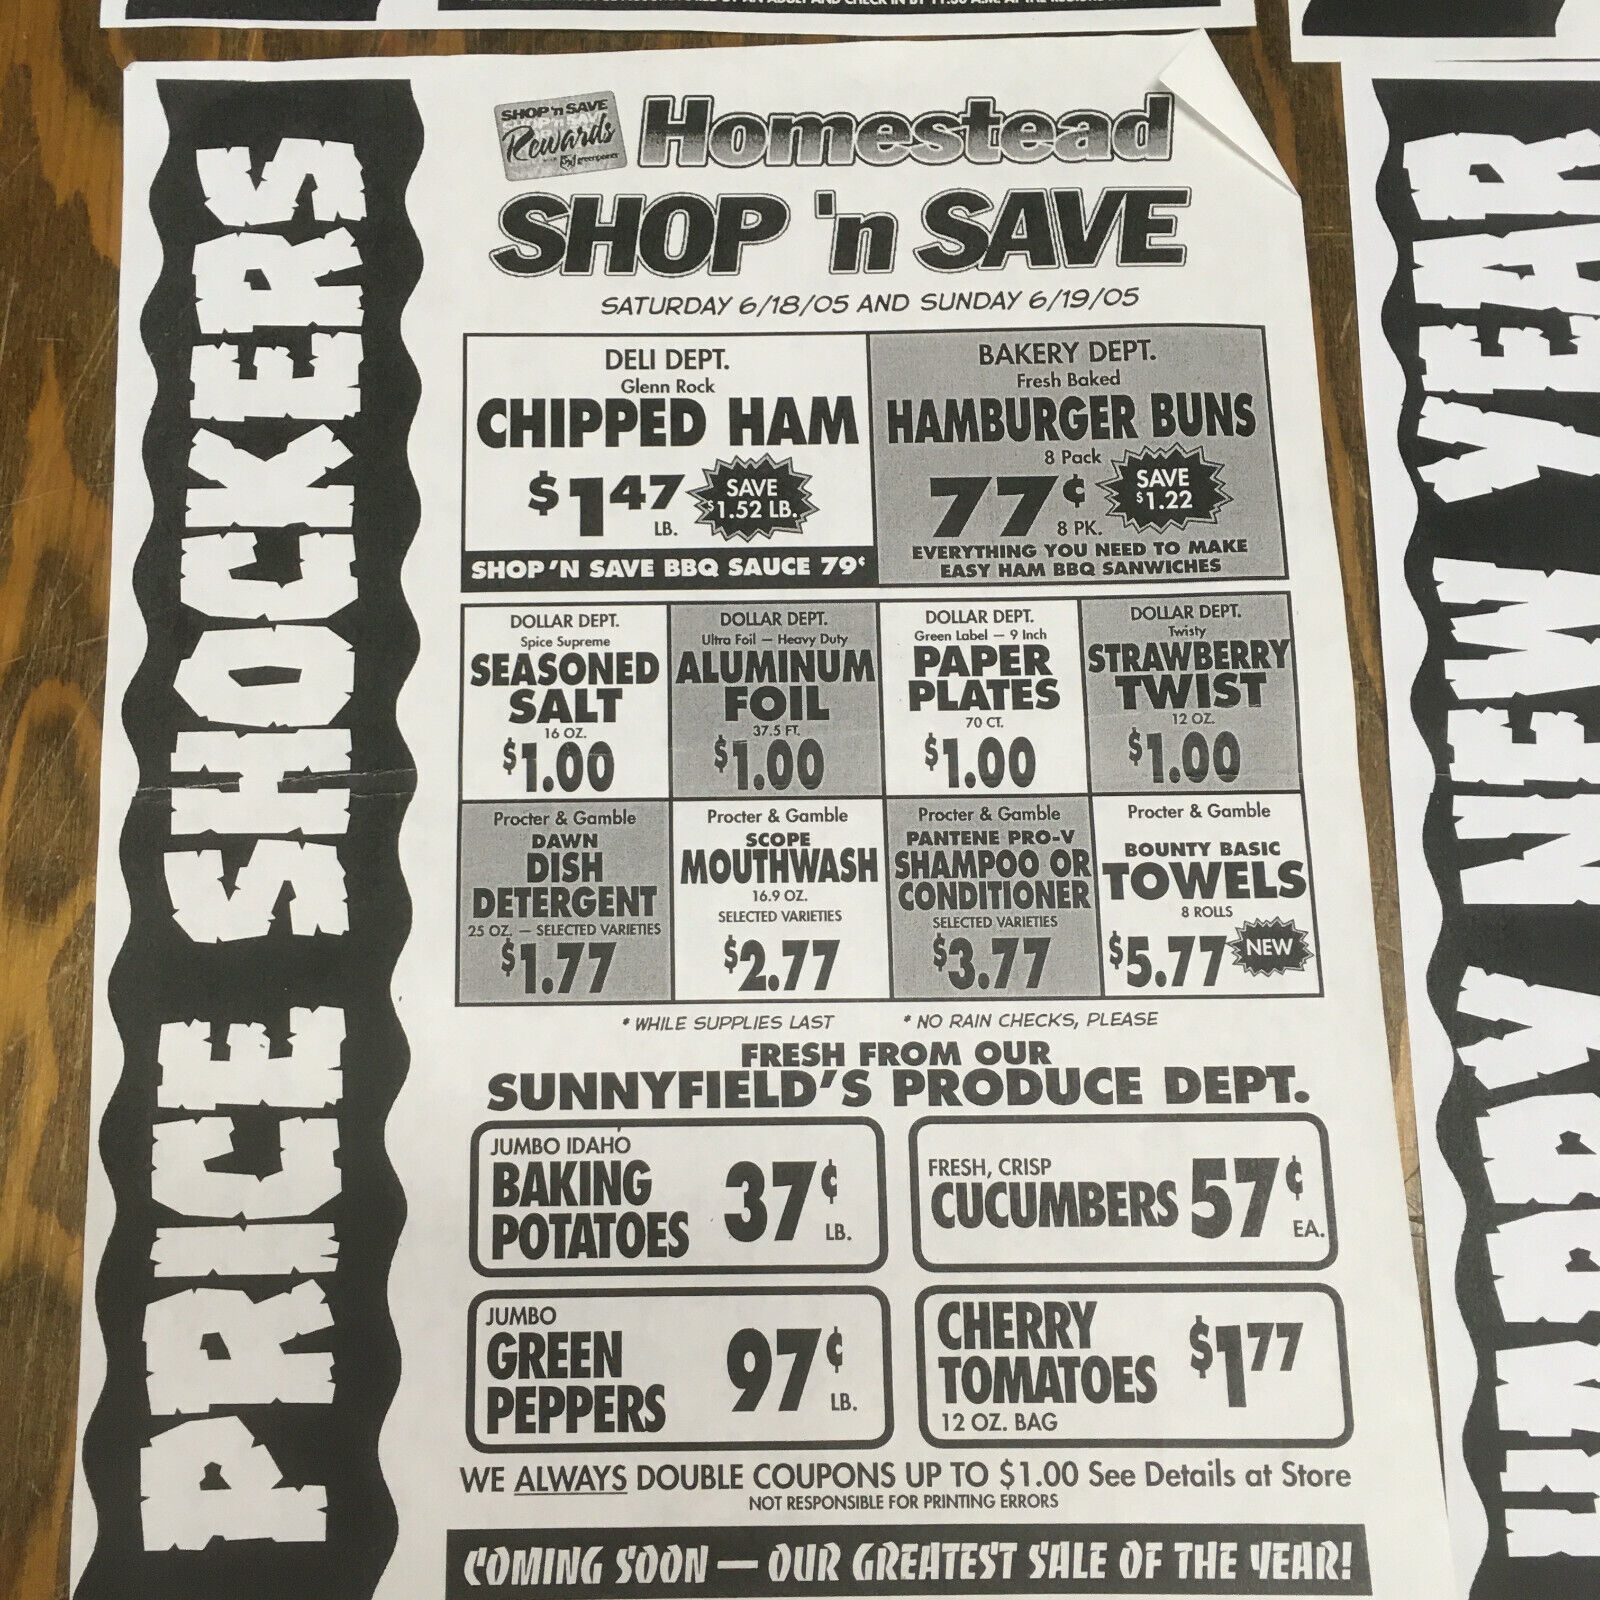 SHOP 'n SAVE
Rewards
Homestead
SHOP 'n SAVE
SATURDAY 6/18/05 AND SUNDAY 6/19/05
PRICE SHOCKERS
DELI DEPT.
Glenn Rock
CHIPPED HAM
$1.47
LB.
SAVE
$1.52 LB.
SHOP 'N SAVE BBQ SAUCE 79¢
BAKERY DEPT.
Fresh Baked
HAMBURGER BUNS
8 Pack
77¢
8 PK.
SAVE
$1.22
EVERYTHING YOU NEED TO MAKE
EASY HAM BBQ SANWICHES
DOLLAR DEPT.
Spice Supreme
SEASONED
SALT
16 OZ.
$1.00
DOLLAR DEPT.
Ultra Foil — Heavy Duty
ALUMINUM
FOIL
37.5 FT.
$1.00
DOLLAR DEPT.
Green Label — 9 Inch
PAPER
PLATES
70 CT.
$1.00
DOLLAR DEPT.
Twisty
STRAWBERRY
TWIST
12 OZ.
$1.00
Procter & Gamble
DAWN
DISH
DETERGENT
25 OZ. — SELECTED VARIETIES
$1.77
Procter & Gamble
SCOPE
MOUTHWASH
16.9 OZ.
SELECTED VARIETIES
$2.77
Procter & Gamble
PANTENE PRO-V
SHAMPOO OR
CONDITIONER
SELECTED VARIETIES
$3.77
Procter & Gamble
BOUNTY BASIC
TOWELS
8 ROLLS
$5.77
NEW
* WHILE SUPPLIES LAST * NO RAIN CHECKS, PLEASE
FRESH FROM OUR
SUNNYFIELD'S PRODUCE DEPT.
JUMBO IDAHO
BAKING
POTATOES
37¢
LB.
FRESH, CRISP
CUCUMBERS
57¢
EA.
JUMBO
GREEN
PEPPERS
97¢
LB.
CHERRY
TOMATOES
12 OZ. BAG
$1.77
WE ALWAYS DOUBLE COUPONS UP TO $1.00 See Details at Store
NOT RESPONSIBLE FOR PRINTING ERRORS
COMING SOON — OUR GREATEST SALE OF THE YEAR!
NEW YEAR